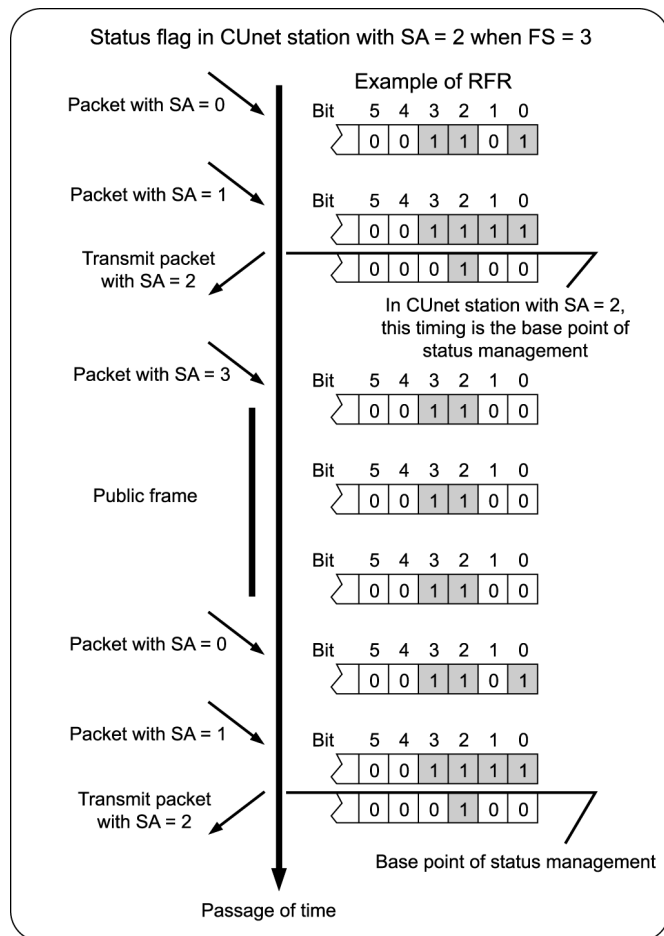 Status flag in CUnet station with SA = 2 when FS = 3
Example of RFR
Packet with SA = 0
Bit 5 4 3 2 1 0
0 0 1 1 0 1
Packet with SA = 1
Bit 5 4 3 2 1 0
0 0 1 1 1 1
Transmit packet
with SA = 2
0 0 0 1 0 0
In CUnet station with SA = 2,
this timing is the base point of
status management
Packet with SA = 3
Bit 5 4 3 2 1 0
0 0 1 1 0 0
Public frame
Bit 5 4 3 2 1 0
0 0 1 1 0 0
Bit 5 4 3 2 1 0
0 0 1 1 0 0
Packet with SA = 0
Bit 5 4 3 2 1 0
0 0 1 1 0 1
Packet with SA = 1
Bit 5 4 3 2 1 0
0 0 1 1 1 1
Transmit packet
with SA = 2
0 0 0 1 0 0
Base point of status management
Passage of time